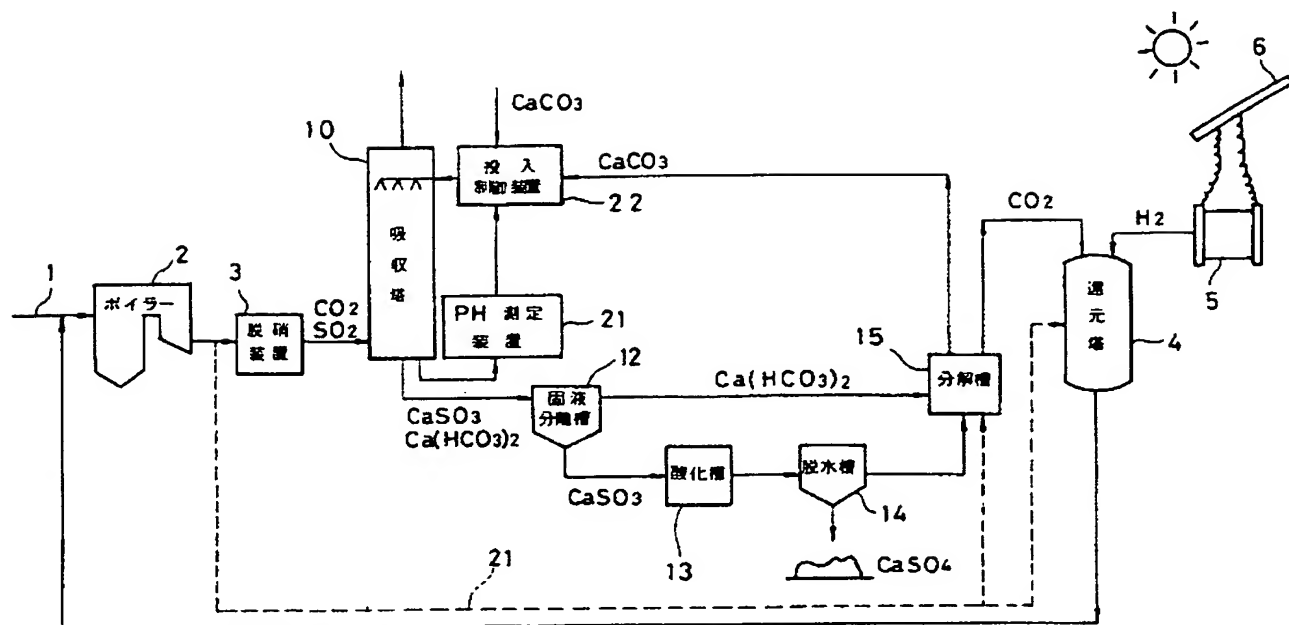 6
CaCO3
10
投入
制御装置
CaCO3
22
CO2
H2
吸収塔
5
1
2
ボイラー
3
脱硝
装置
CO2
SO2
PH 測定
装置
21
還元塔
4
15
分解槽
12
固液
分離槽
Ca(HCO3)2
CaSO3
Ca(HCO3)2
CaSO3
酸化槽
13
脱水槽
14
CaSO4
21